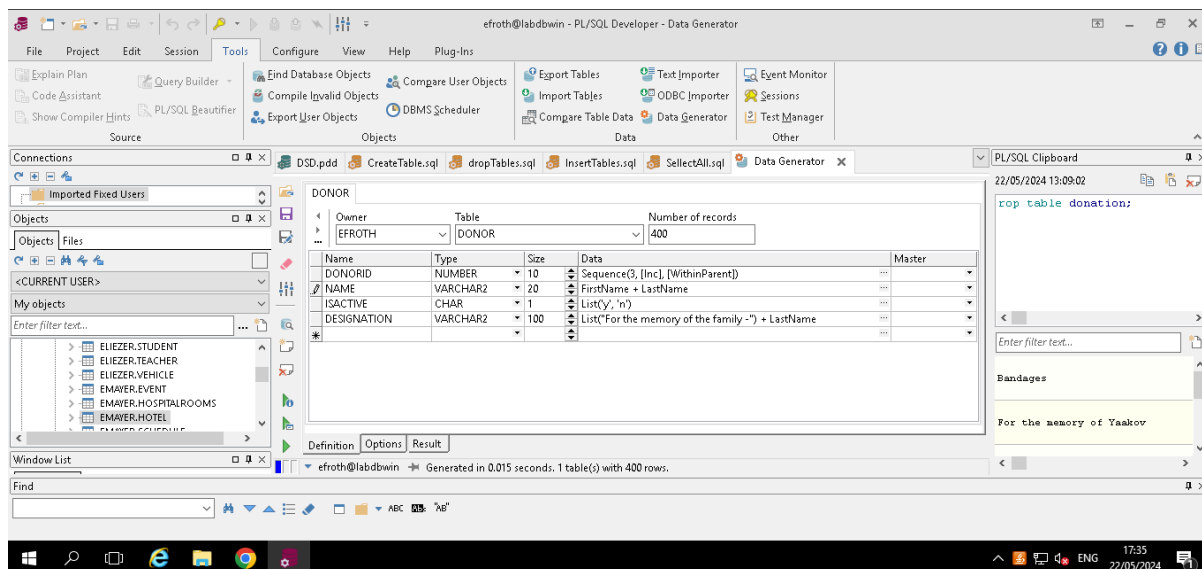 efroth@labdbwin - PL/SQL Developer - Data Generator
File Project Edit Session Tools Configure View Help Plug-Ins
Explain Plan Query Builder Find Database Objects Compare User Objects Export Tables Text Importer Event Monitor
Code Assistant Compile Invalid Objects Import Tables ODBC Importer Sessions
Show Compiler Hints PL/SQL Beautifier Export User Objects DBMS Scheduler Compare Table Data Data Generator Test Manager
Source Objects Data Other
Connections DSD.pdd CreateTable.sql dropTables.sql InsertTables.sql SellectAll.sql Data Generator X PL/SQL Clipboard
Imported Fixed Users DONOR 22/05/2024 13:09:02
rop table donation;
Objects Owner Table Number of records
Objects Files EFROTH DONOR 400
Name Type Size Data Master
<CURRENT USER> DONORID NUMBER 10 Sequence(3, [Inc], [WithinParent])
NAME VARCHAR2 20 FirstName + LastName
My objects ISACTIVE CHAR 1 List('y', 'n')
Enter filter text... DESIGNATION VARCHAR2 100 List("For the memory of the family -") + LastName
Enter filter text...
ELIEZER.STUDENT
ELIEZER.TEACHER
ELIEZER.VEHICLE
EMAYER.EVENT
EMAYER.HOSPITALROOMS
EMAYER.HOTEL
Bandages
For the memory of Yaakov
Definition Options Result
Window List efroth@labdbwin Generated in 0.015 seconds. 1 table(s) with 400 rows.
Find
ABC AB "AB"
ENG 17:35
22/05/2024